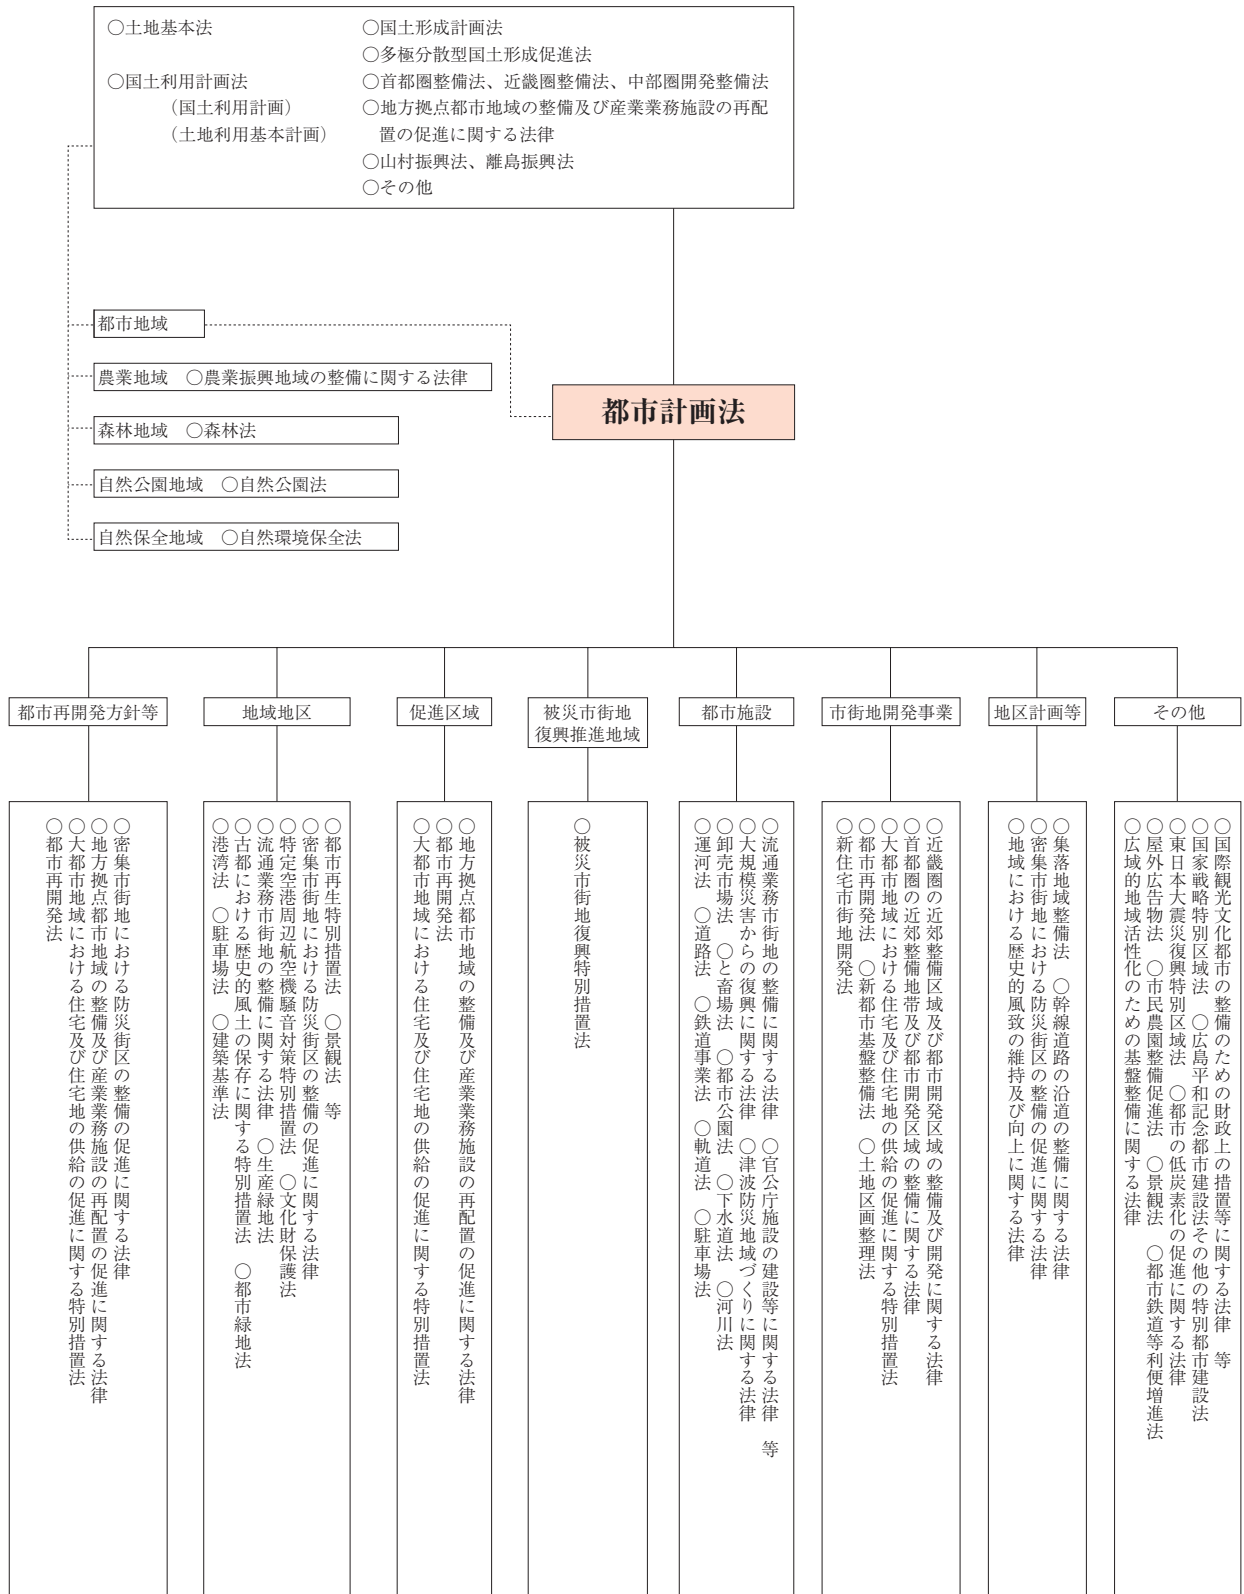 ○土地基本法
○国土利用計画法
（国土利用計画）
（土地利用基本計画）
○国土形成計画法
○多極分散型国土形成促進法
○首都圏整備法、近畿圏整備法、中部圏開発整備法
○地方拠点都市地域の整備及び産業業務施設の再配
置の促進に関する法律
○山村振興法、離島振興法
○その他
都市地域
農業地域　○農業振興地域の整備に関する法律
森林地域　○森林法
自然公園地域　○自然公園法
自然保全地域　○自然環境保全法
都市計画法
都市再開発方針等
○密集市街地における防災街区の整備の促進に関する法律
○地方拠点都市地域の整備及び産業業務施設の再配置の促進に関する法律
○大都市地域における住宅及び住宅地の供給の促進に関する特別措置法
○都市再開発法
地域地区
○都市再生特別措置法　○景観法　等
○密集市街地における防災街区の整備の促進に関する法律
○特定空港周辺航空機騒音対策特別措置法　○文化財保護法
○流通業務市街地の整備に関する法律　○生産緑地法
○古都における歴史的風土の保存に関する特別措置法　○都市緑地法
○港湾法　○駐車場法　○建築基準法
促進区域
○地方拠点都市地域の整備及び産業業務施設の再配置の促進に関する法律
○都市再開発法
○大都市地域における住宅及び住宅地の供給の促進に関する特別措置法
被災市街地
復興推進地域
○被災市街地復興特別措置法
都市施設
○流通業務市街地の整備に関する法律　○官公庁施設の建設等に関する法律　等
○大規模災害からの復興に関する法律　○津波防災地域づくりに関する法律
○卸売市場法　○と畜場法　○都市公園法　○下水道法　○河川法
○運河法　○道路法　○鉄道事業法　○軌道法　○駐車場法
市街地開発事業
○近畿圏の近郊整備区域及び都市開発区域の整備及び開発に関する法律
○首都圏の近郊整備地帯及び都市開発区域の整備に関する法律
○大都市地域における住宅及び住宅地の供給の促進に関する特別措置法
○都市再開発法　○新都市基盤整備法　○土地区画整理法
○新住宅市街地開発法
地区計画等
○集落地域整備法　○幹線道路の沿道の整備に関する法律
○密集市街地における防災街区の整備の促進に関する法律
○地域における歴史的風致の維持及び向上に関する法律
その他
○国際観光文化都市の整備のための財政上の措置等に関する法律　等
○国家戦略特別区域法　○広島平和記念都市建設法その他の特別都市建設法
○東日本大震災復興特別区域法　○都市の低炭素化の促進に関する法律
○屋外広告物法　○市民農園整備促進法　○景観法　○都市鉄道等利便増進法
○広域的地域活性化のための基盤整備に関する法律